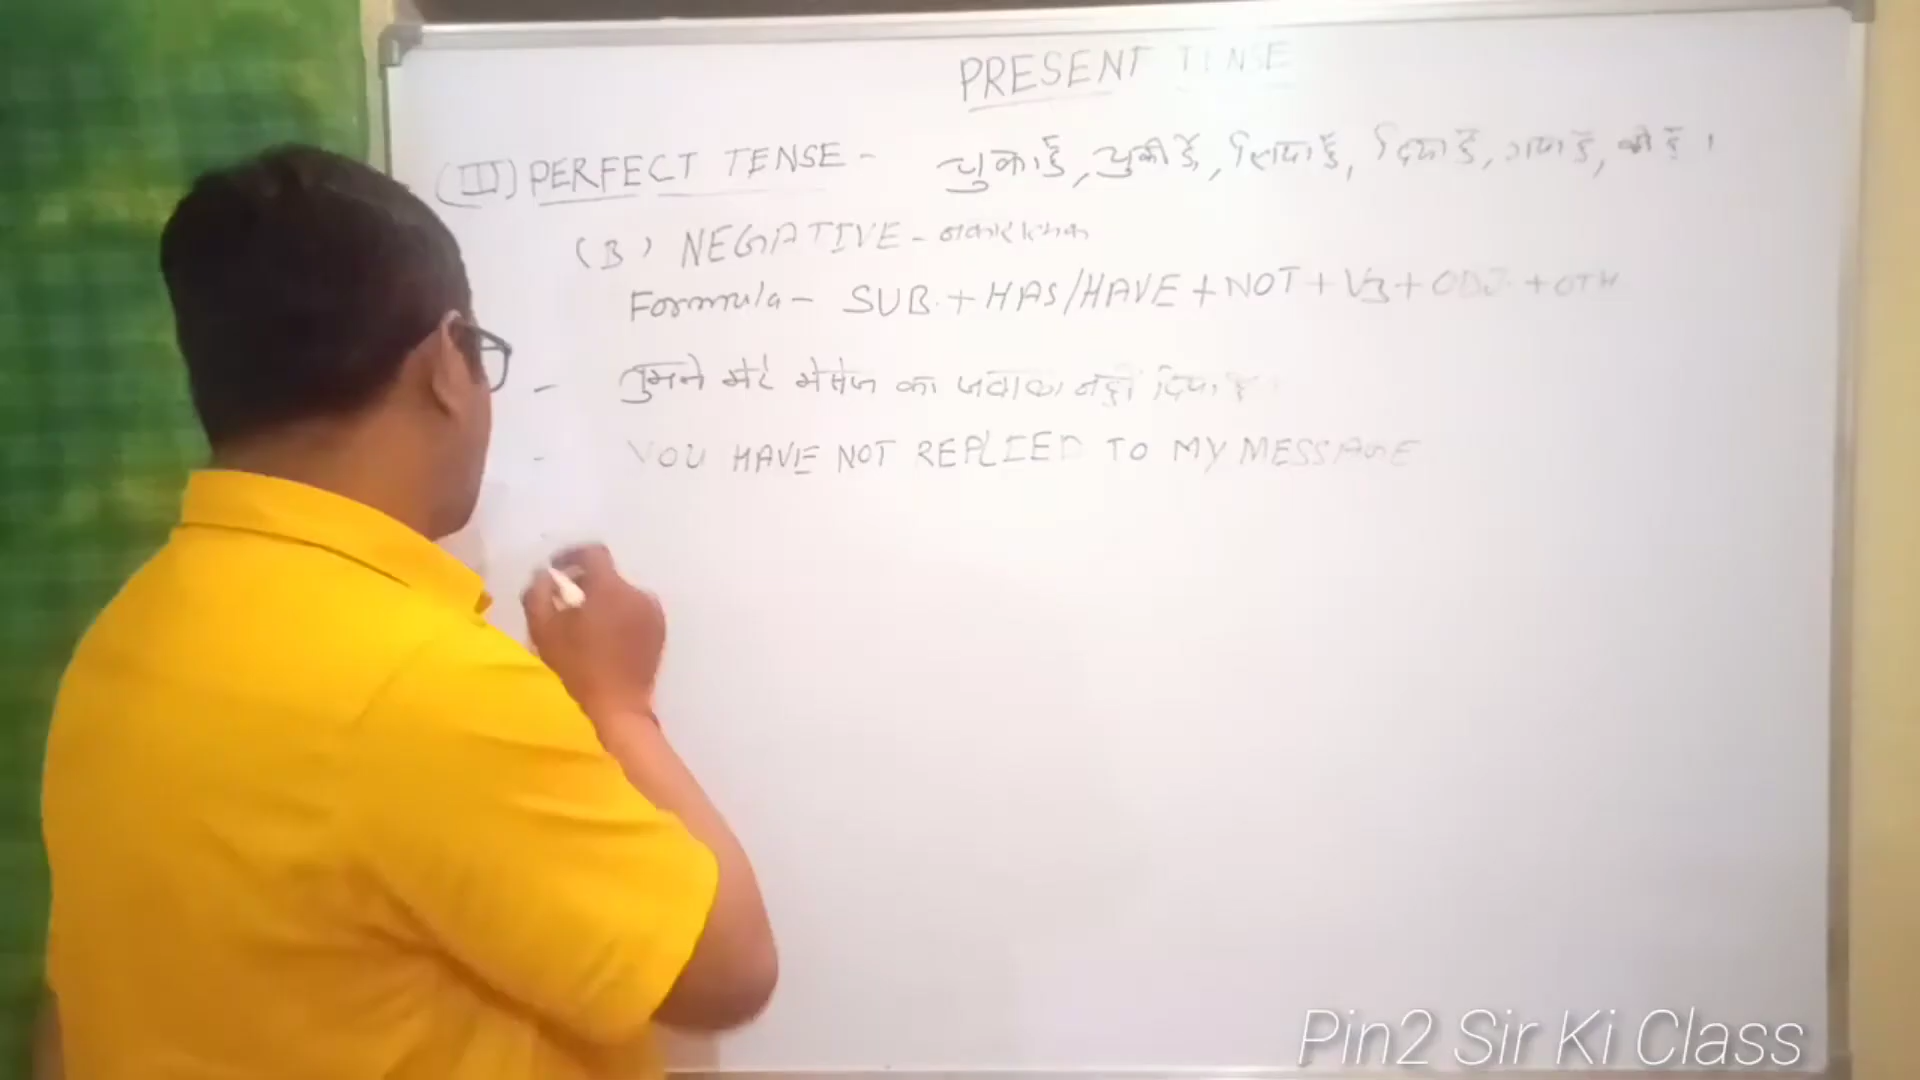 PRESENT TENSE
(III) PERFECT TENSE - चुका है, चुकी है, लिया है, दिया है, गया है, की है ।
(B) NEGATIVE - नकारात्मक
Formula - SUB. + HAS/HAVE + NOT + V3 + OBJ. + OTH
- तुमने मेरे मैसेज का जवाब नहीं दिया है
- YOU HAVE NOT REPLIED TO MY MESSAGE
Pin2 Sir Ki Class